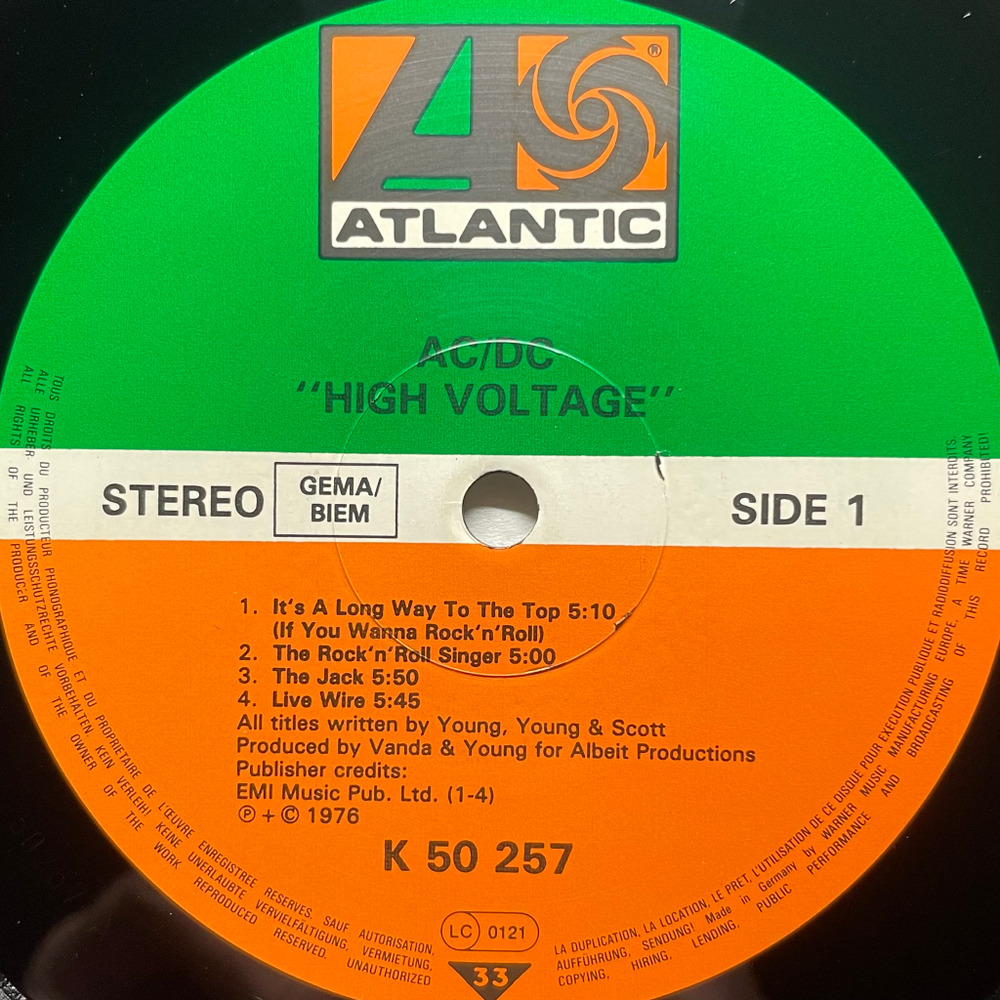 ATLANTIC
®
AC/DC
"HIGH VOLTAGE"
STEREO
GEMA/
BIEM
SIDE 1
1. It's A Long Way To The Top 5:10
(If You Wanna Rock'n'Roll)
2. The Rock'n'Roll Singer 5:00
3. The Jack 5:50
4. Live Wire 5:45
All titles written by Young, Young & Scott
Produced by Vanda & Young for Albeit Productions
Publisher credits:
EMI Music Pub. Ltd. (1-4)
℗ + © 1976
K 50 257
LC 0121
33
TOUS DROITS DU PRODUCTEUR PHONOGRAPHIQUE ET DU PROPRIETAIRE DE L'ŒUVRE ENREGISTREE RESERVES. SAUF AUTORISATION, LA DUPLICATION, LA LOCATION, LE PRET, L'UTILISATION DE CE DISQUE POUR EXECUTION PUBLIQUE ET RADIODIFFUSION SONT INTERDITS.
ALLE URHEBER UND LEISTUNGSSCHUTZRECHTE VORBEHALTEN. KEIN VERLEIH! KEINE UNERLAUBTE VERVIELFÄLTIGUNG, VERMIETUNG, AUFFÜHRUNG, SENDUNG! Made in Germany by WARNER MUSIC MANUFACTURING EUROPE, A TIME WARNER COMPANY
ALL RIGHTS OF THE PRODUCER AND OF THE OWNER OF THE WORK REPRODUCED RESERVED. UNAUTHORIZED COPYING, HIRING, LENDING, PUBLIC PERFORMANCE AND BROADCASTING OF THIS RECORD PROHIBITED!